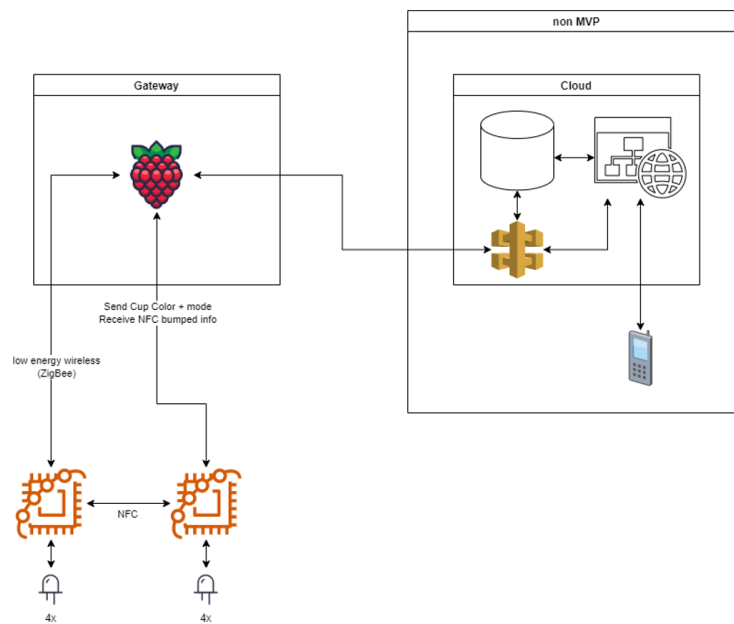 non MVP
Gateway
Cloud
Send Cup Color + mode
Receive NFC bumped info
low energy wireless
(ZigBee)
NFC
4x
4x